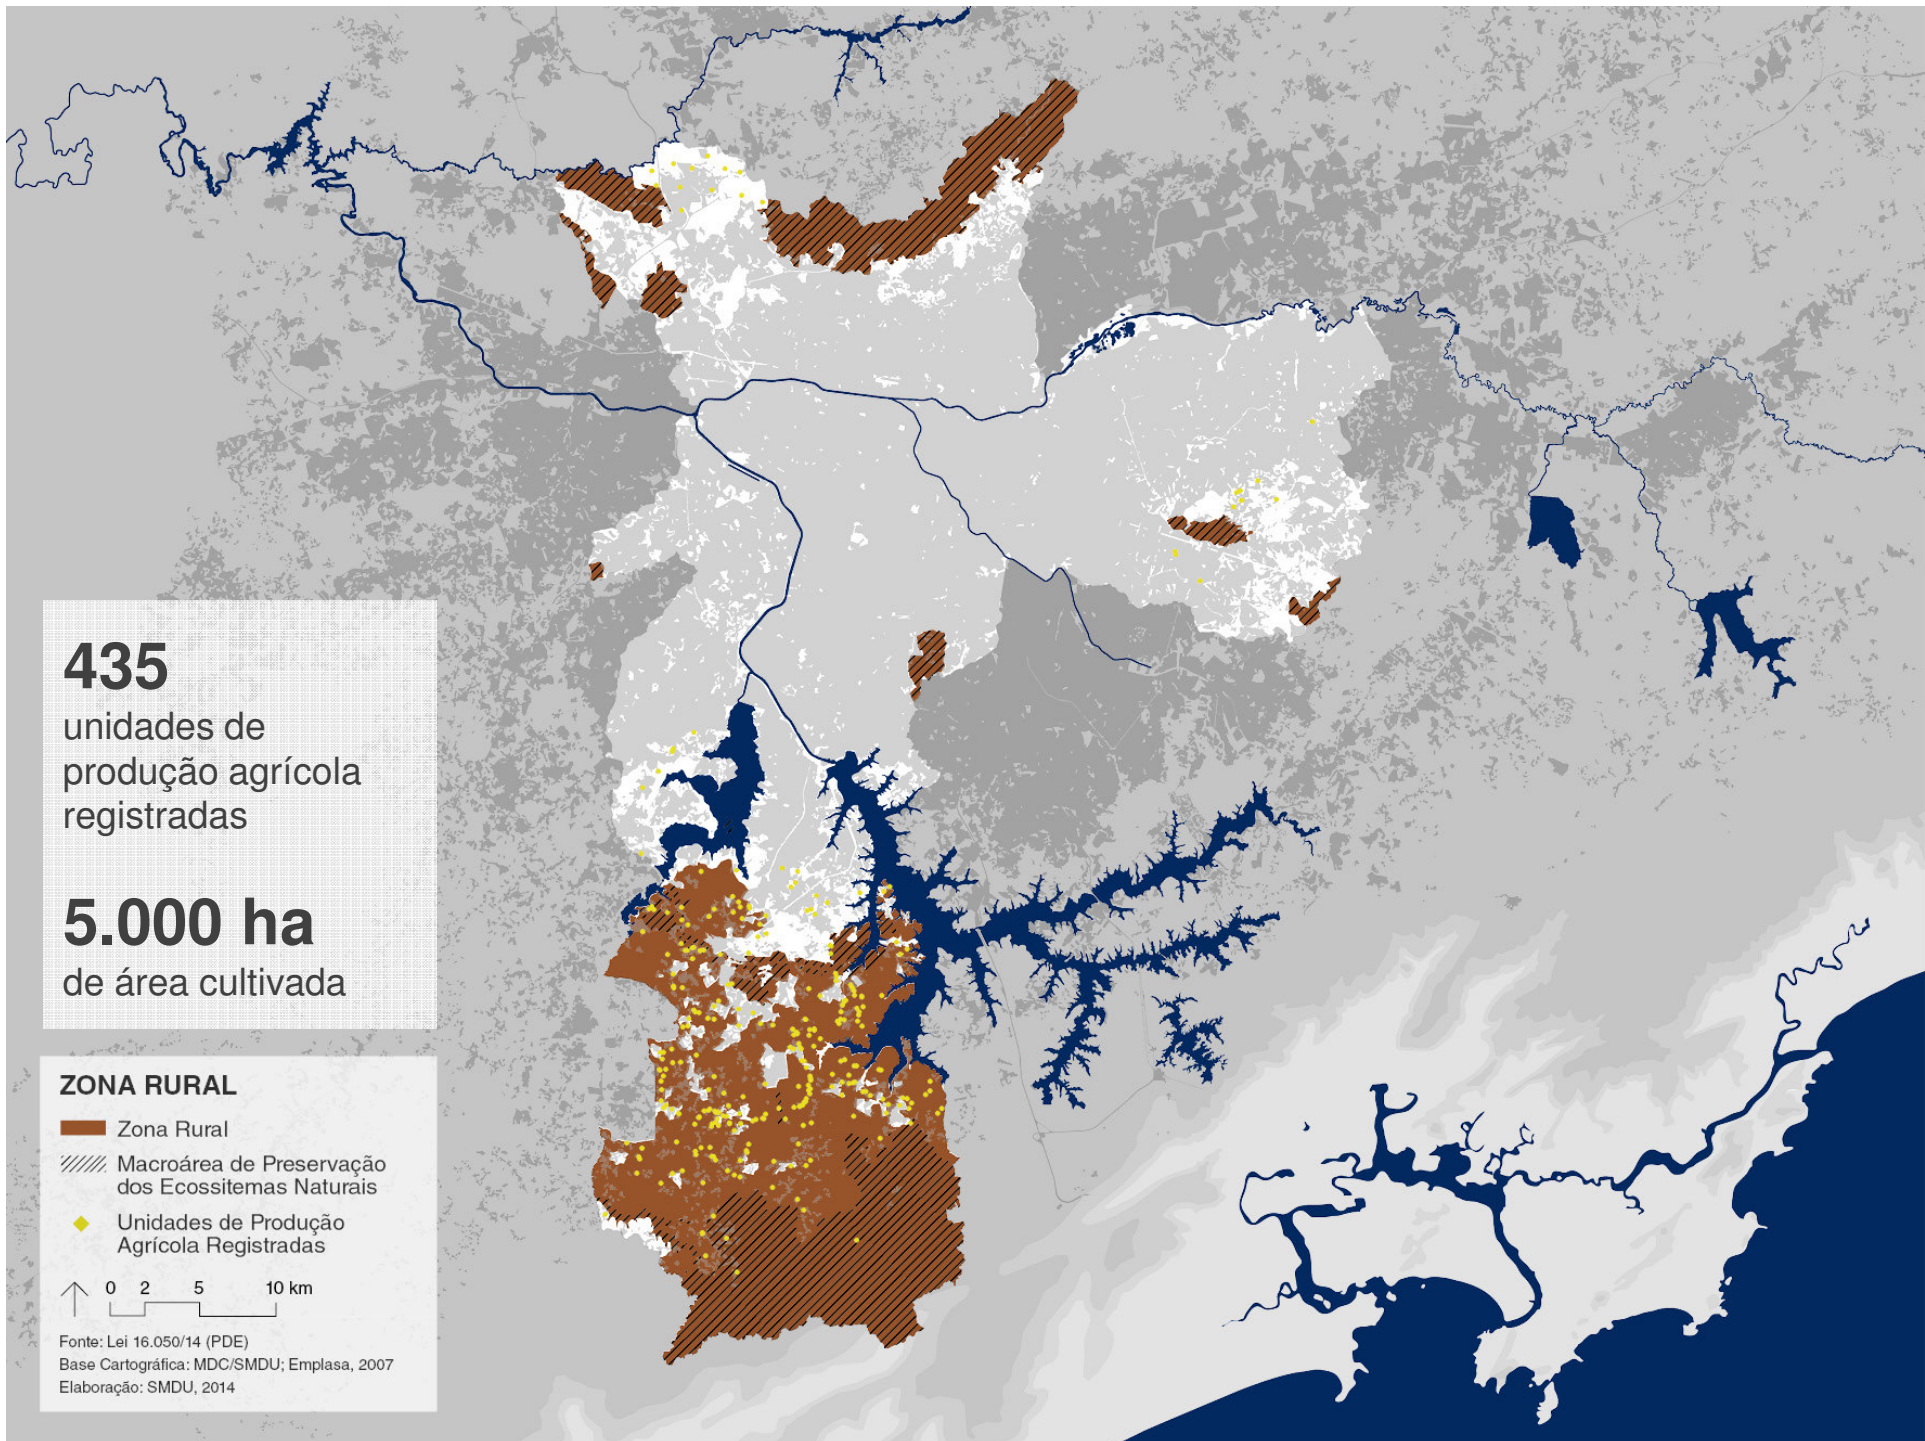 435
unidades de
produção agrícola
registradas
5.000 ha
de área cultivada
ZONA RURAL
Zona Rural
Macroárea de Preservação
dos Ecossitemas Naturais
Unidades de Produção
Agrícola Registradas
0 2 5 10 km
Fonte: Lei 16.050/14 (PDE)
Base Cartográfica: MDC/SMDU; Emplasa, 2007
Elaboração: SMDU, 2014